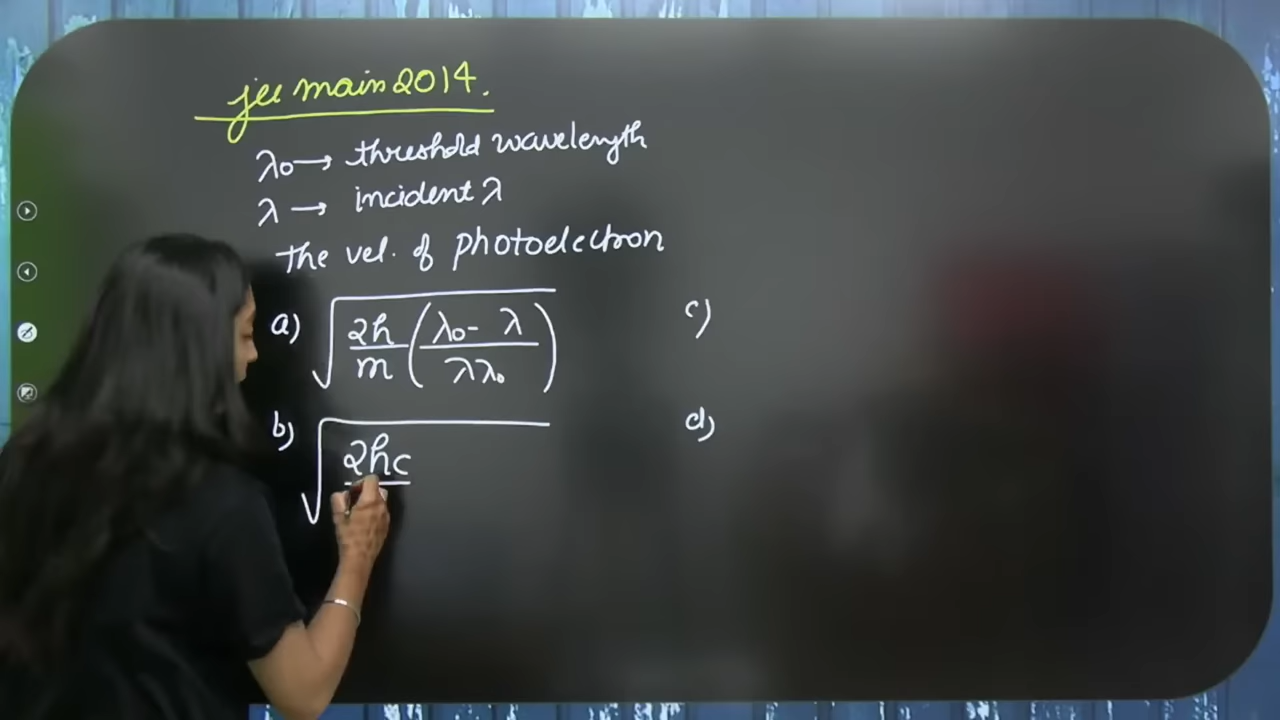 jee main 2014.
λ₀ → threshold wavelength
λ → incident λ
the vel. of photoelectron
a) √(2h/m ((λ₀ - λ)/(λλ₀)))
c)
b) √(2hc/
d)